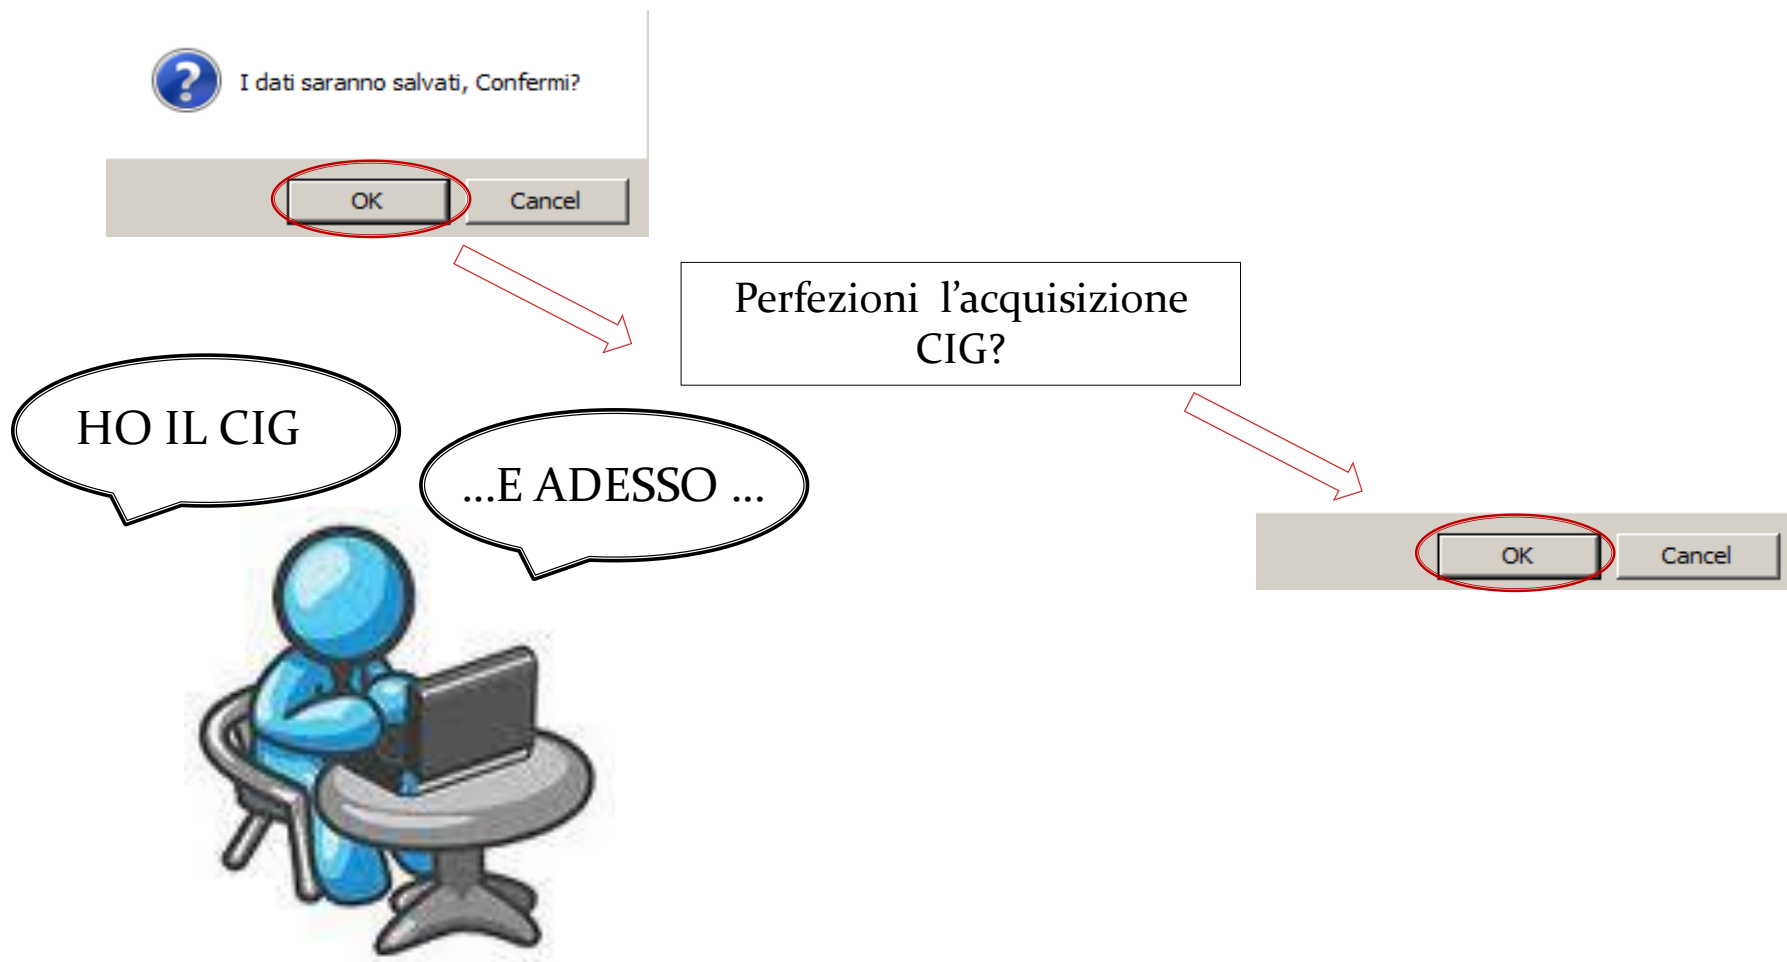 ?
I dati saranno salvati, Confermi?
OK Cancel
Perfezioni l’acquisizione
CIG?
HO IL CIG
...E ADESSO ...
OK Cancel